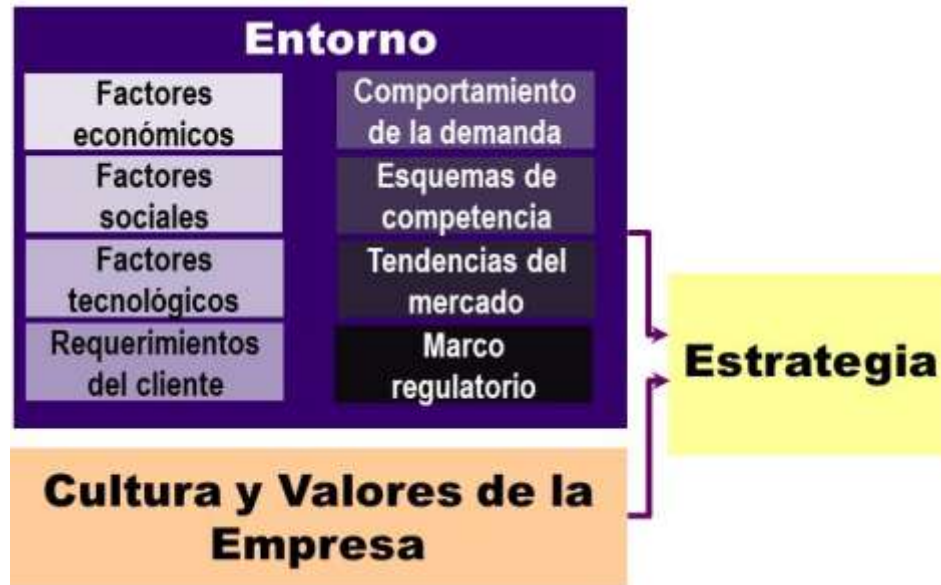 Entorno
Factores
económicos
Factores
sociales
Factores
tecnológicos
Requerimientos
del cliente
Comportamiento
de la demanda
Esquemas de
competencia
Tendencias del
mercado
Marco
regulatorio
Estrategia
Cultura y Valores de la
Empresa